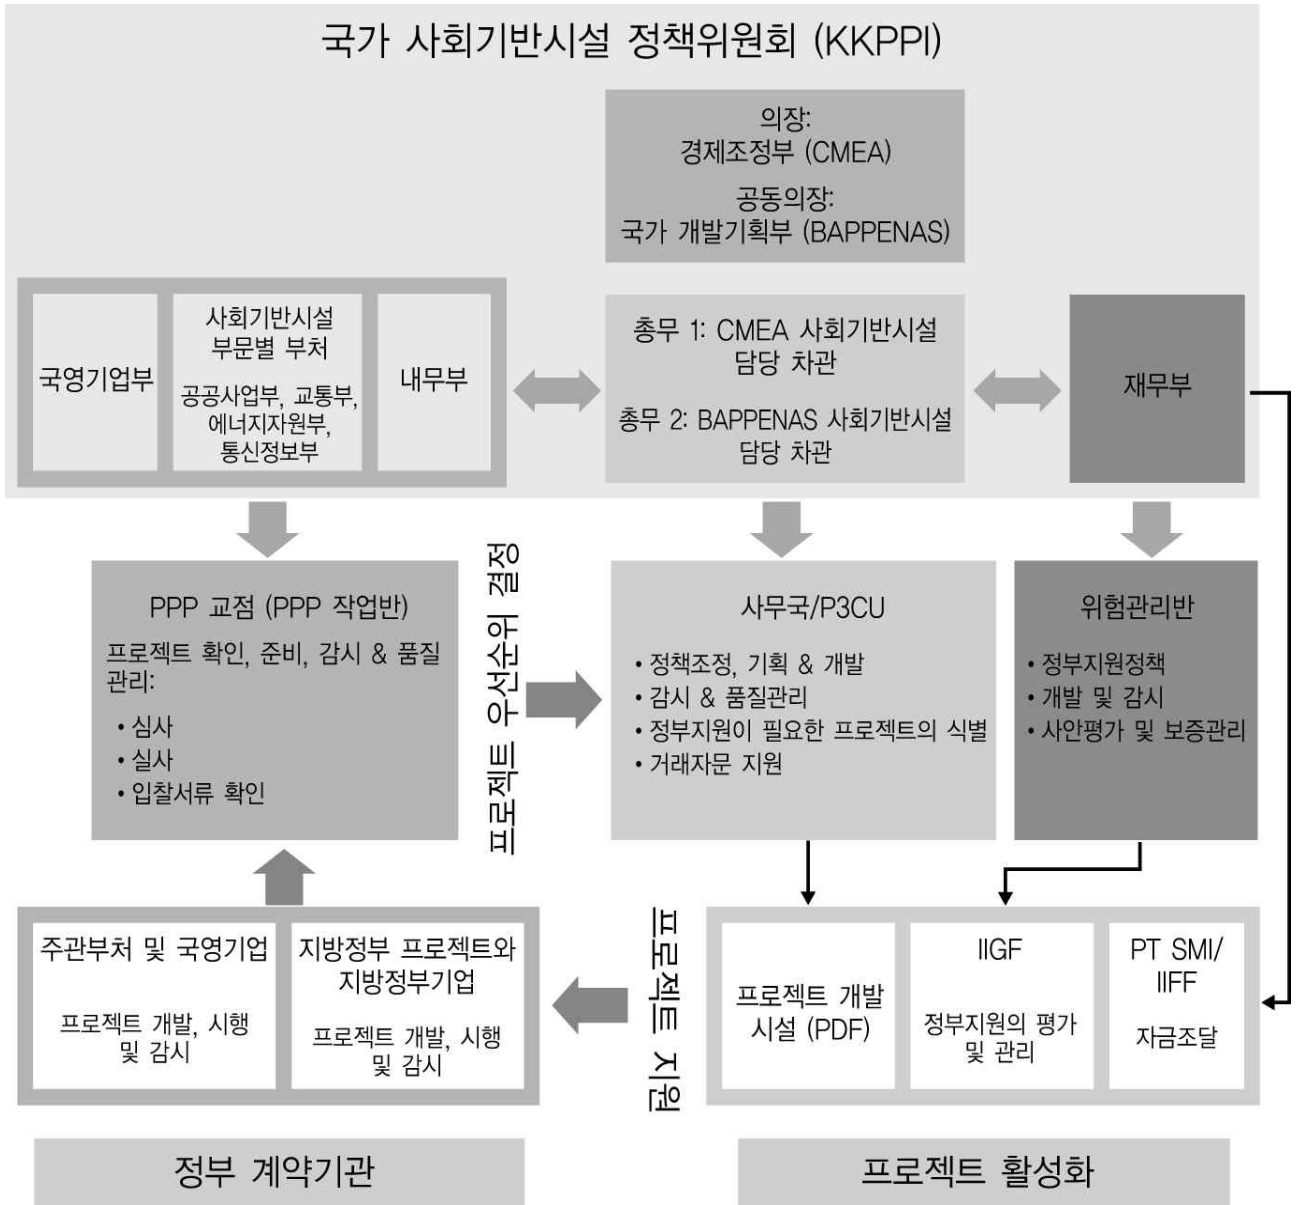 국가 사회기반시설 정책위원회 (KKPPI)
의장:
경제조정부 (CMEA)
공동의장:
국가 개발기획부 (BAPPENAS)
국영기업부
사회기반시설
부문별 부처
공공사업부, 교통부,
에너지자원부,
통신정보부
내무부
총무 1: CMEA 사회기반시설
담당 차관
총무 2: BAPPENAS 사회기반시설
담당 차관
재무부
PPP 교점 (PPP 작업반)
프로젝트 확인, 준비, 감시 & 품질
관리:
• 심사
• 실사
• 입찰서류 확인
프로젝트 우선순위 결정
사무국/P3CU
• 정책조정, 기획 & 개발
• 감시 & 품질관리
• 정부지원이 필요한 프로젝트의 식별
• 거래자문 지원
위험관리반
• 정부지원정책
• 개발 및 감시
• 사안평가 및 보증관리
주관부처 및 국영기업
프로젝트 개발, 시행
및 감시
지방정부 프로젝트와
지방정부기업
프로젝트 개발, 시행
및 감시
프로젝트 지원
프로젝트 개발
시설 (PDF)
IIGF
정부지원의 평가
및 관리
PT SMI/
IIFF
자금조달
정부 계약기관
프로젝트 활성화